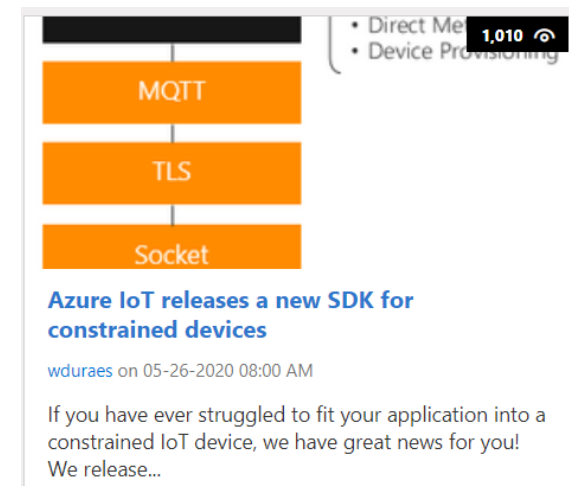 • Direct Met
1,010
• Device Provisioning
MQTT
TLS
Socket
Azure IoT releases a new SDK for
constrained devices
wduraes on 05-26-2020 08:00 AM
If you have ever struggled to fit your application into a
constrained IoT device, we have great news for you!
We release...